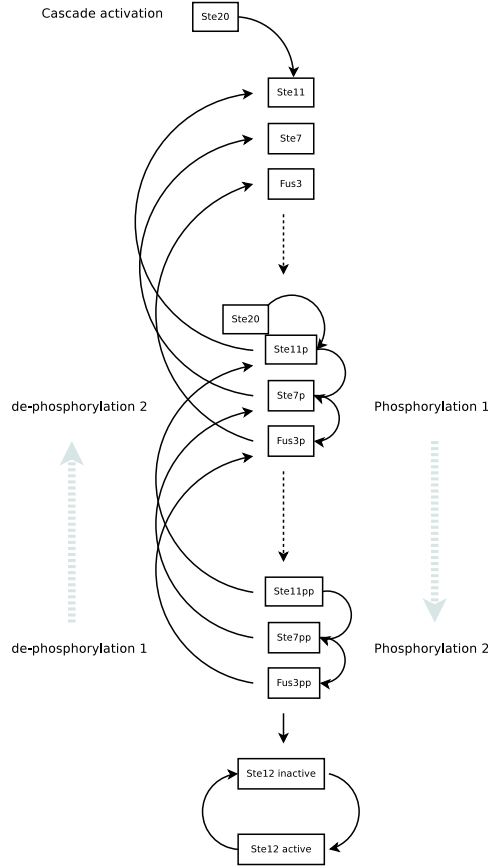 Cascade activation
Ste20
Ste11
Ste7
Fus3
Ste20
Ste11p
Ste7p
de-phosphorylation 2
Phosphorylation 1
Fus3p
Ste11pp
Ste7pp
de-phosphorylation 1
Phosphorylation 2
Fus3pp
Ste12 inactive
Ste12 active